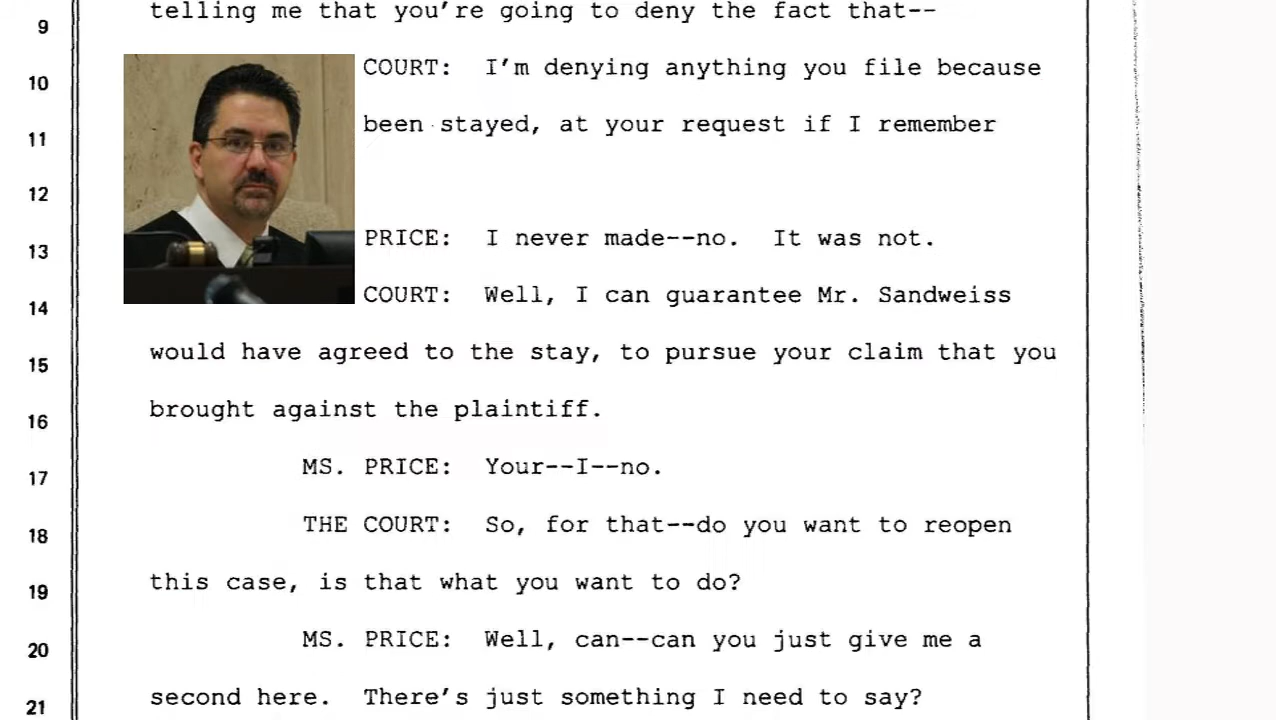 9 telling me that you're going to deny the fact that--
10 COURT: I'm denying anything you file because
11 been stayed, at your request if I remember
12
13 PRICE: I never made--no. It was not.
14 COURT: Well, I can guarantee Mr. Sandweiss
15 would have agreed to the stay, to pursue your claim that you
16 brought against the plaintiff.
17 MS. PRICE: Your--I--no.
18 THE COURT: So, for that--do you want to reopen
19 this case, is that what you want to do?
20 MS. PRICE: Well, can--can you just give me a
21 second here. There's just something I need to say?